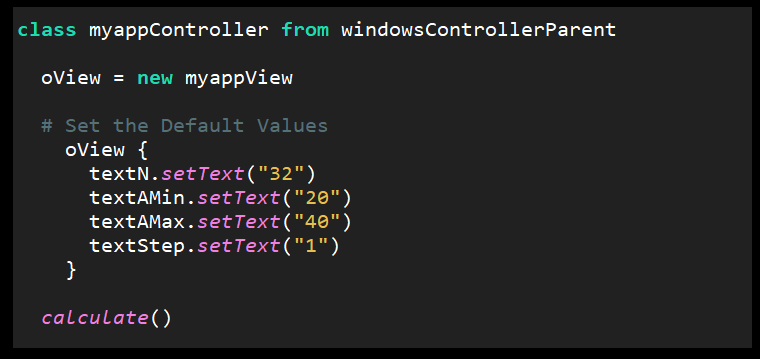 class myappController from windowsControllerParent
oView = new myappView
# Set the Default Values
oView {
textN.setText("32")
textAMin.setText("20")
textAMax.setText("40")
textStep.setText("1")
}
calculate()